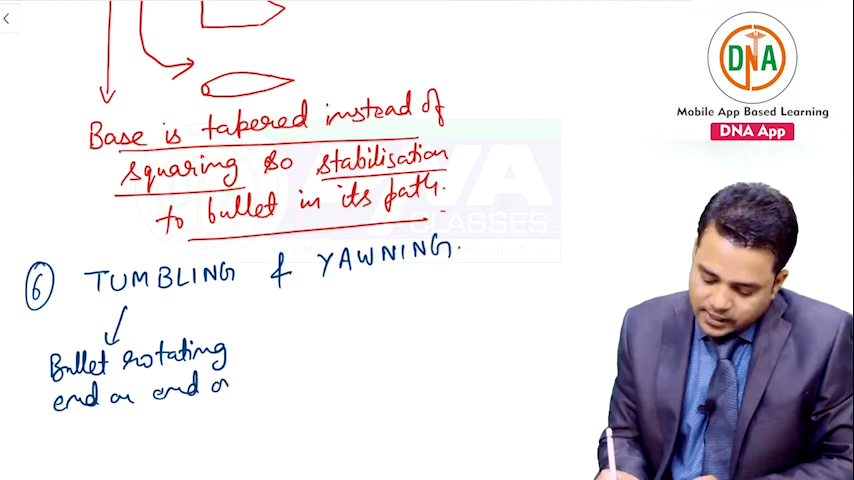 Base is tapered instead of
squaring so stabilisation
to bullet in its path.
6 TUMBLING & YAWNING.
Bullet rotating
end on end o
DNA
Mobile App Based Learning
DNA App
CLASSES